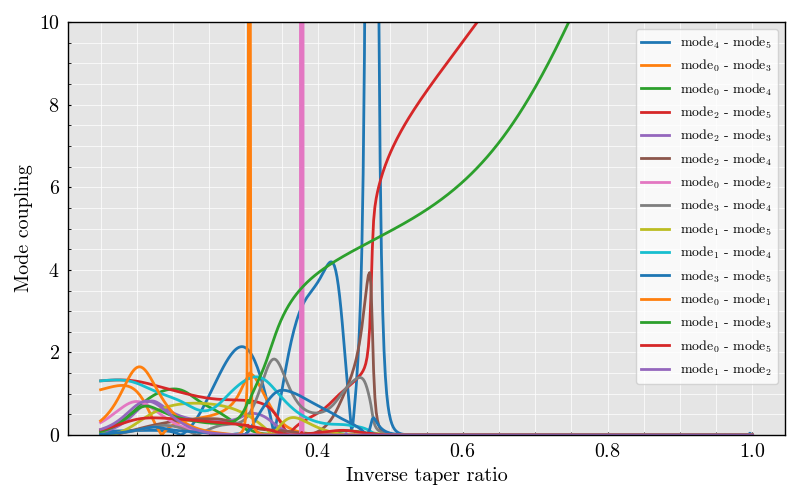 10
8
6
4
2
0
0.2
0.4
0.6
0.8
1.0
Mode coupling
Inverse taper ratio
mode₄ - mode₅
mode₀ - mode₃
mode₀ - mode₄
mode₂ - mode₅
mode₂ - mode₃
mode₂ - mode₄
mode₀ - mode₂
mode₃ - mode₄
mode₁ - mode₅
mode₁ - mode₄
mode₃ - mode₅
mode₀ - mode₁
mode₁ - mode₃
mode₀ - mode₅
mode₁ - mode₂